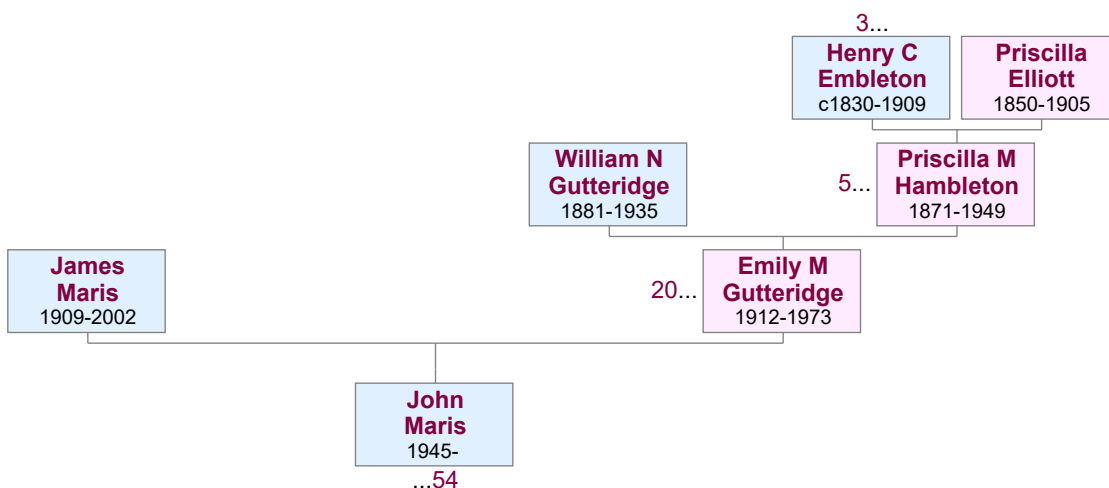 3...
Henry C
Embleton
c1830-1909
Priscilla
Elliott
1850-1905
William N
Gutteridge
1881-1935
5...
Priscilla M
Hambleton
1871-1949
James
Maris
1909-2002
20...
Emily M
Gutteridge
1912-1973
John
Maris
1945-
...54